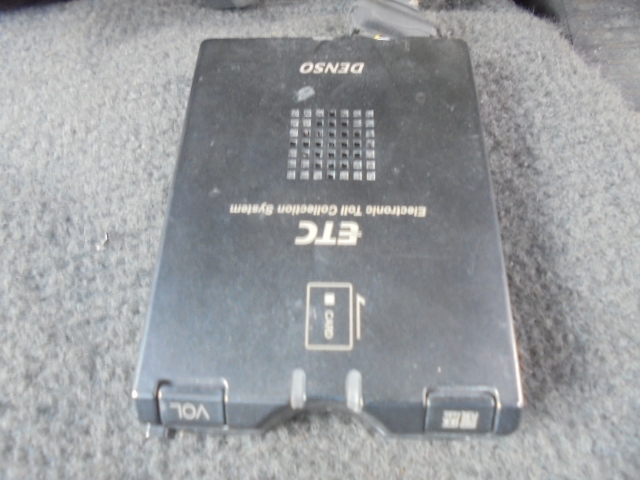 VOL
CARD
ETC
Electronic Toll Collection System
DENSO